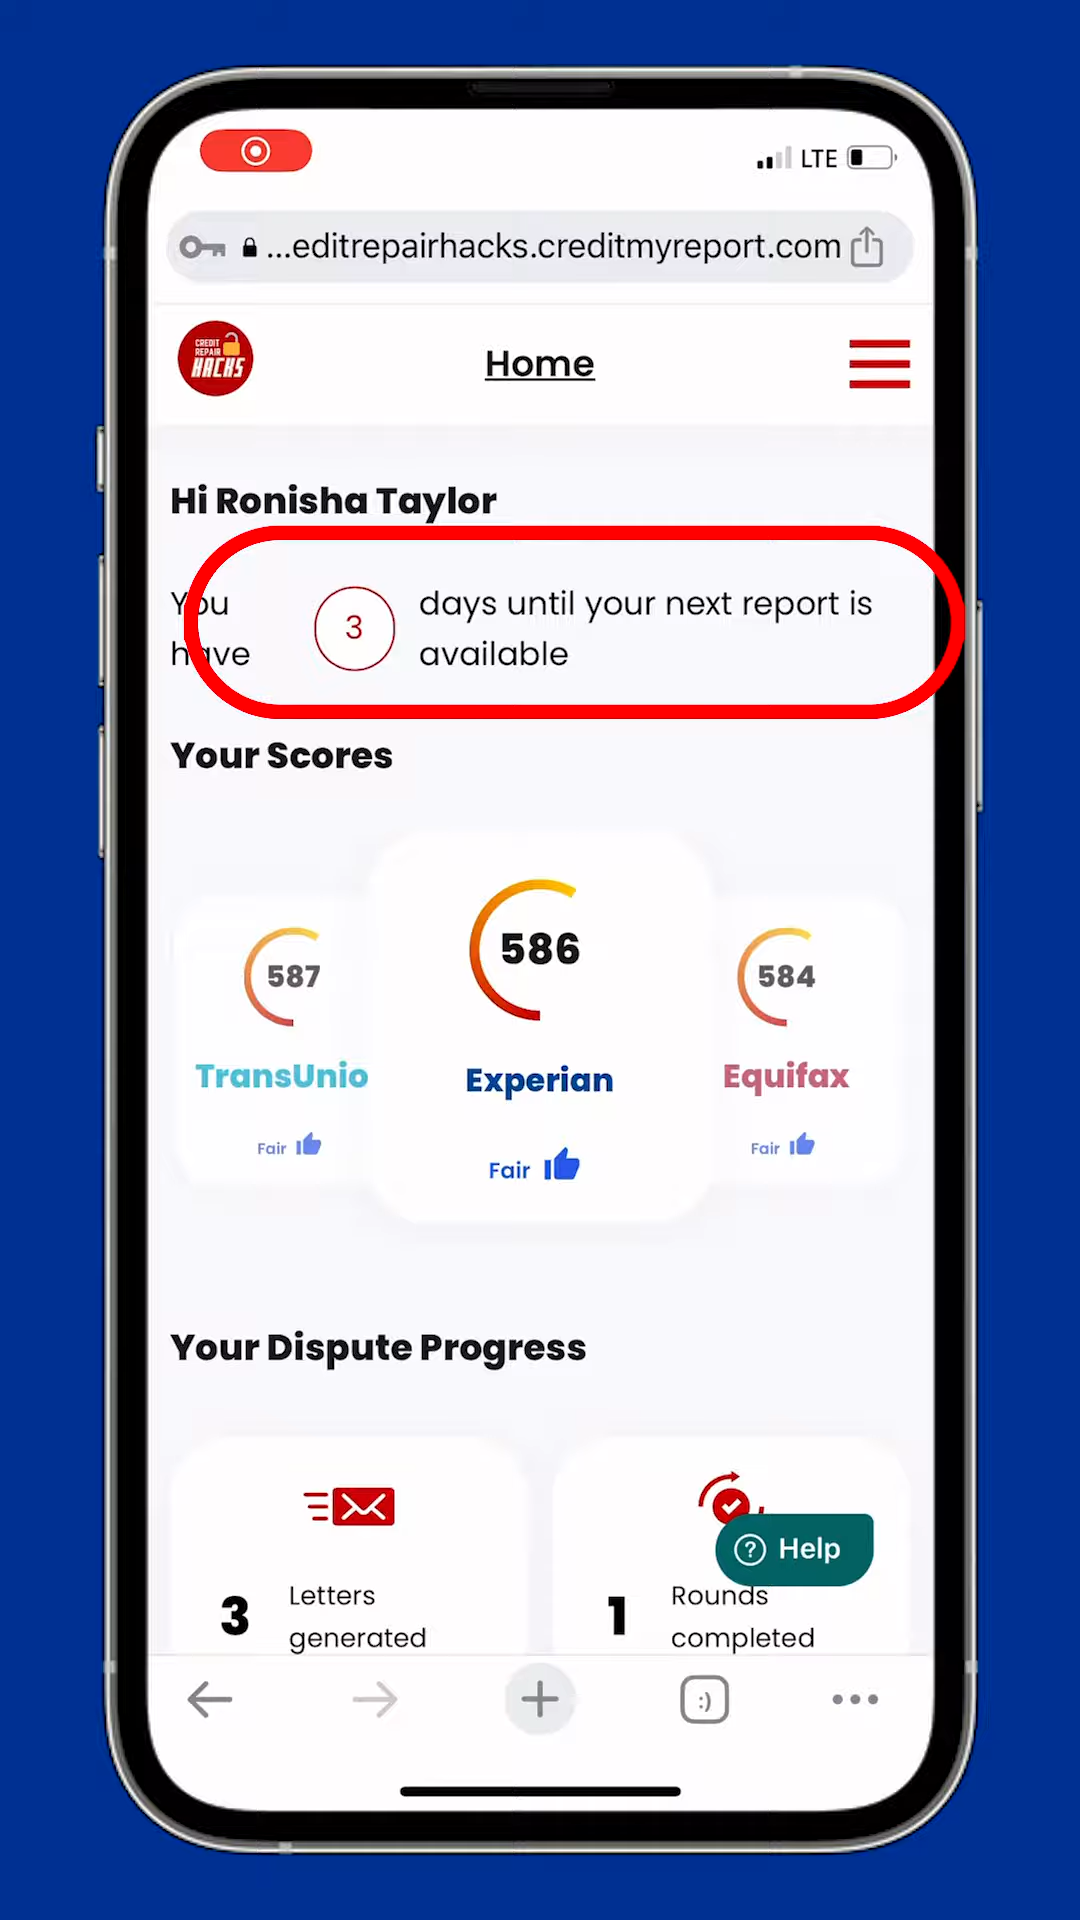 LTE
...editrepairhacks.creditmyreport.com
CREDIT
REPAIR
HACKS
Home
Hi Ronisha Taylor
You have
3
days until your next report is
available
Your Scores
587
TransUnio
Fair
586
Experian
Fair
584
Equifax
Fair
Your Dispute Progress
3
Letters
generated
1
Rounds
completed
Help
:)